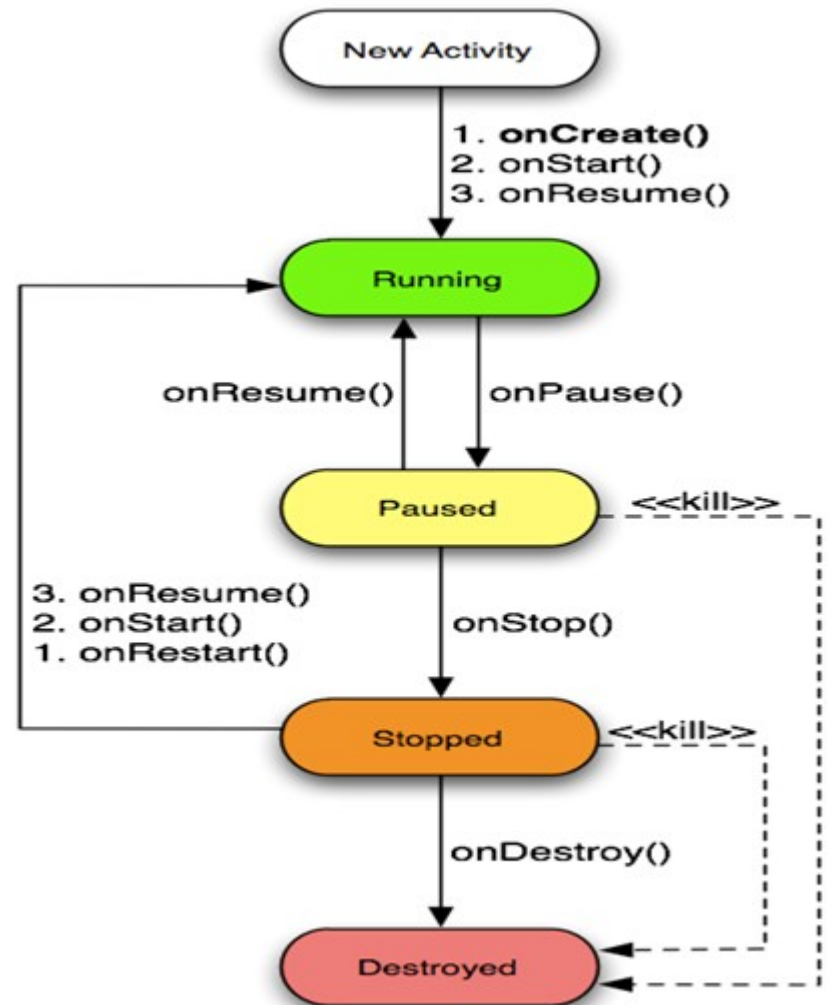 New Activity
1. onCreate()
2. onStart()
3. onResume()
Running
onResume()
onPause()
Paused
<<kill>>
3. onResume()
2. onStart()
1. onRestart()
onStop()
Stopped
<<kill>>
onDestroy()
Destroyed